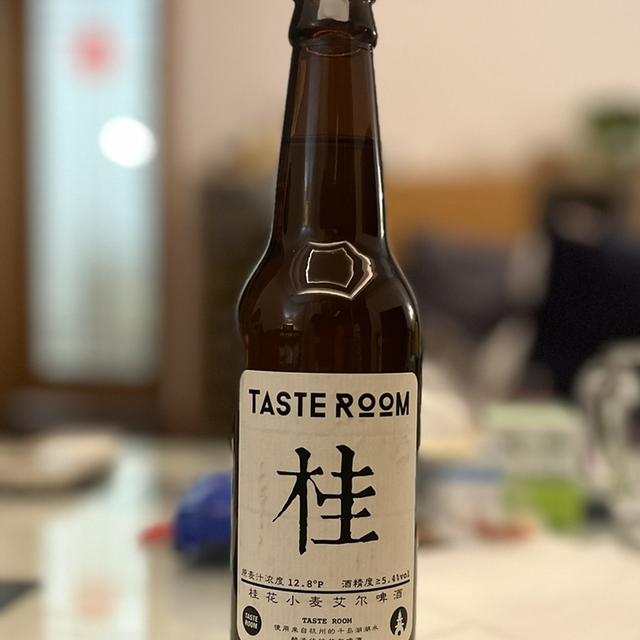 TASTE ROOM
桂
原麦汁浓度 12.8°P 酒精度≥5.4%vol
桂花小麦艾尔啤酒
TASTE ROOM
TASTE ROOM
使用来自杭州的千岛湖湖水